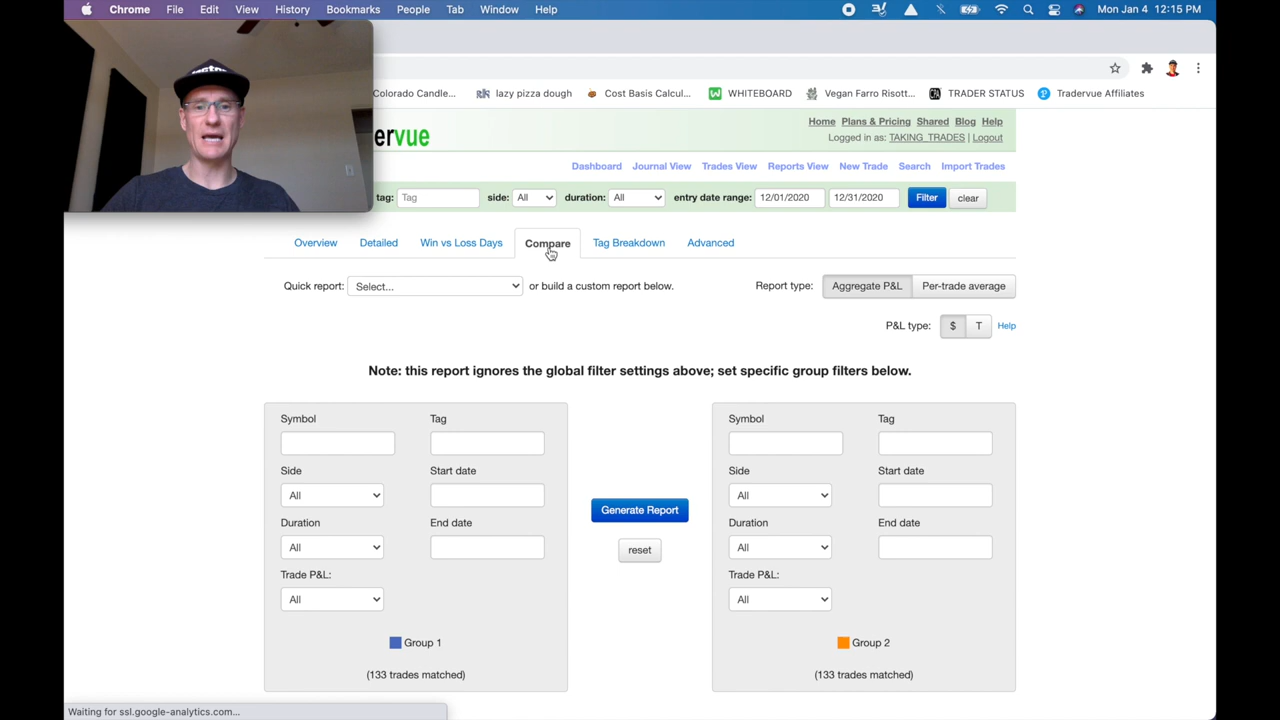 Chrome File Edit View History Bookmarks People Tab Window Help Mon Jan 4 12:15 PM
Colorado Candle... lazy pizza dough Cost Basis Calcul... WHITEBOARD Vegan Farro Risott... TRADER STATUS Tradervue Affiliates
ervue
Home Plans & Pricing Shared Blog Help
Logged in as: TAKING_TRADES | Logout
Dashboard Journal View Trades View Reports View New Trade Search Import Trades
tag: Tag side: All duration: All entry date range: 12/01/2020 12/31/2020 Filter clear
Overview Detailed Win vs Loss Days Compare Tag Breakdown Advanced
Quick report: Select... or build a custom report below. Report type: Aggregate P&L Per-trade average
P&L type: $ T Help
Note: this report ignores the global filter settings above; set specific group filters below.
Symbol Tag Symbol Tag
Side Start date Side Start date
All All
Generate Report
Duration End date Duration End date
All All
reset
Trade P&L: Trade P&L:
All All
Group 1 Group 2
(133 trades matched) (133 trades matched)
Waiting for ssl.google-analytics.com...